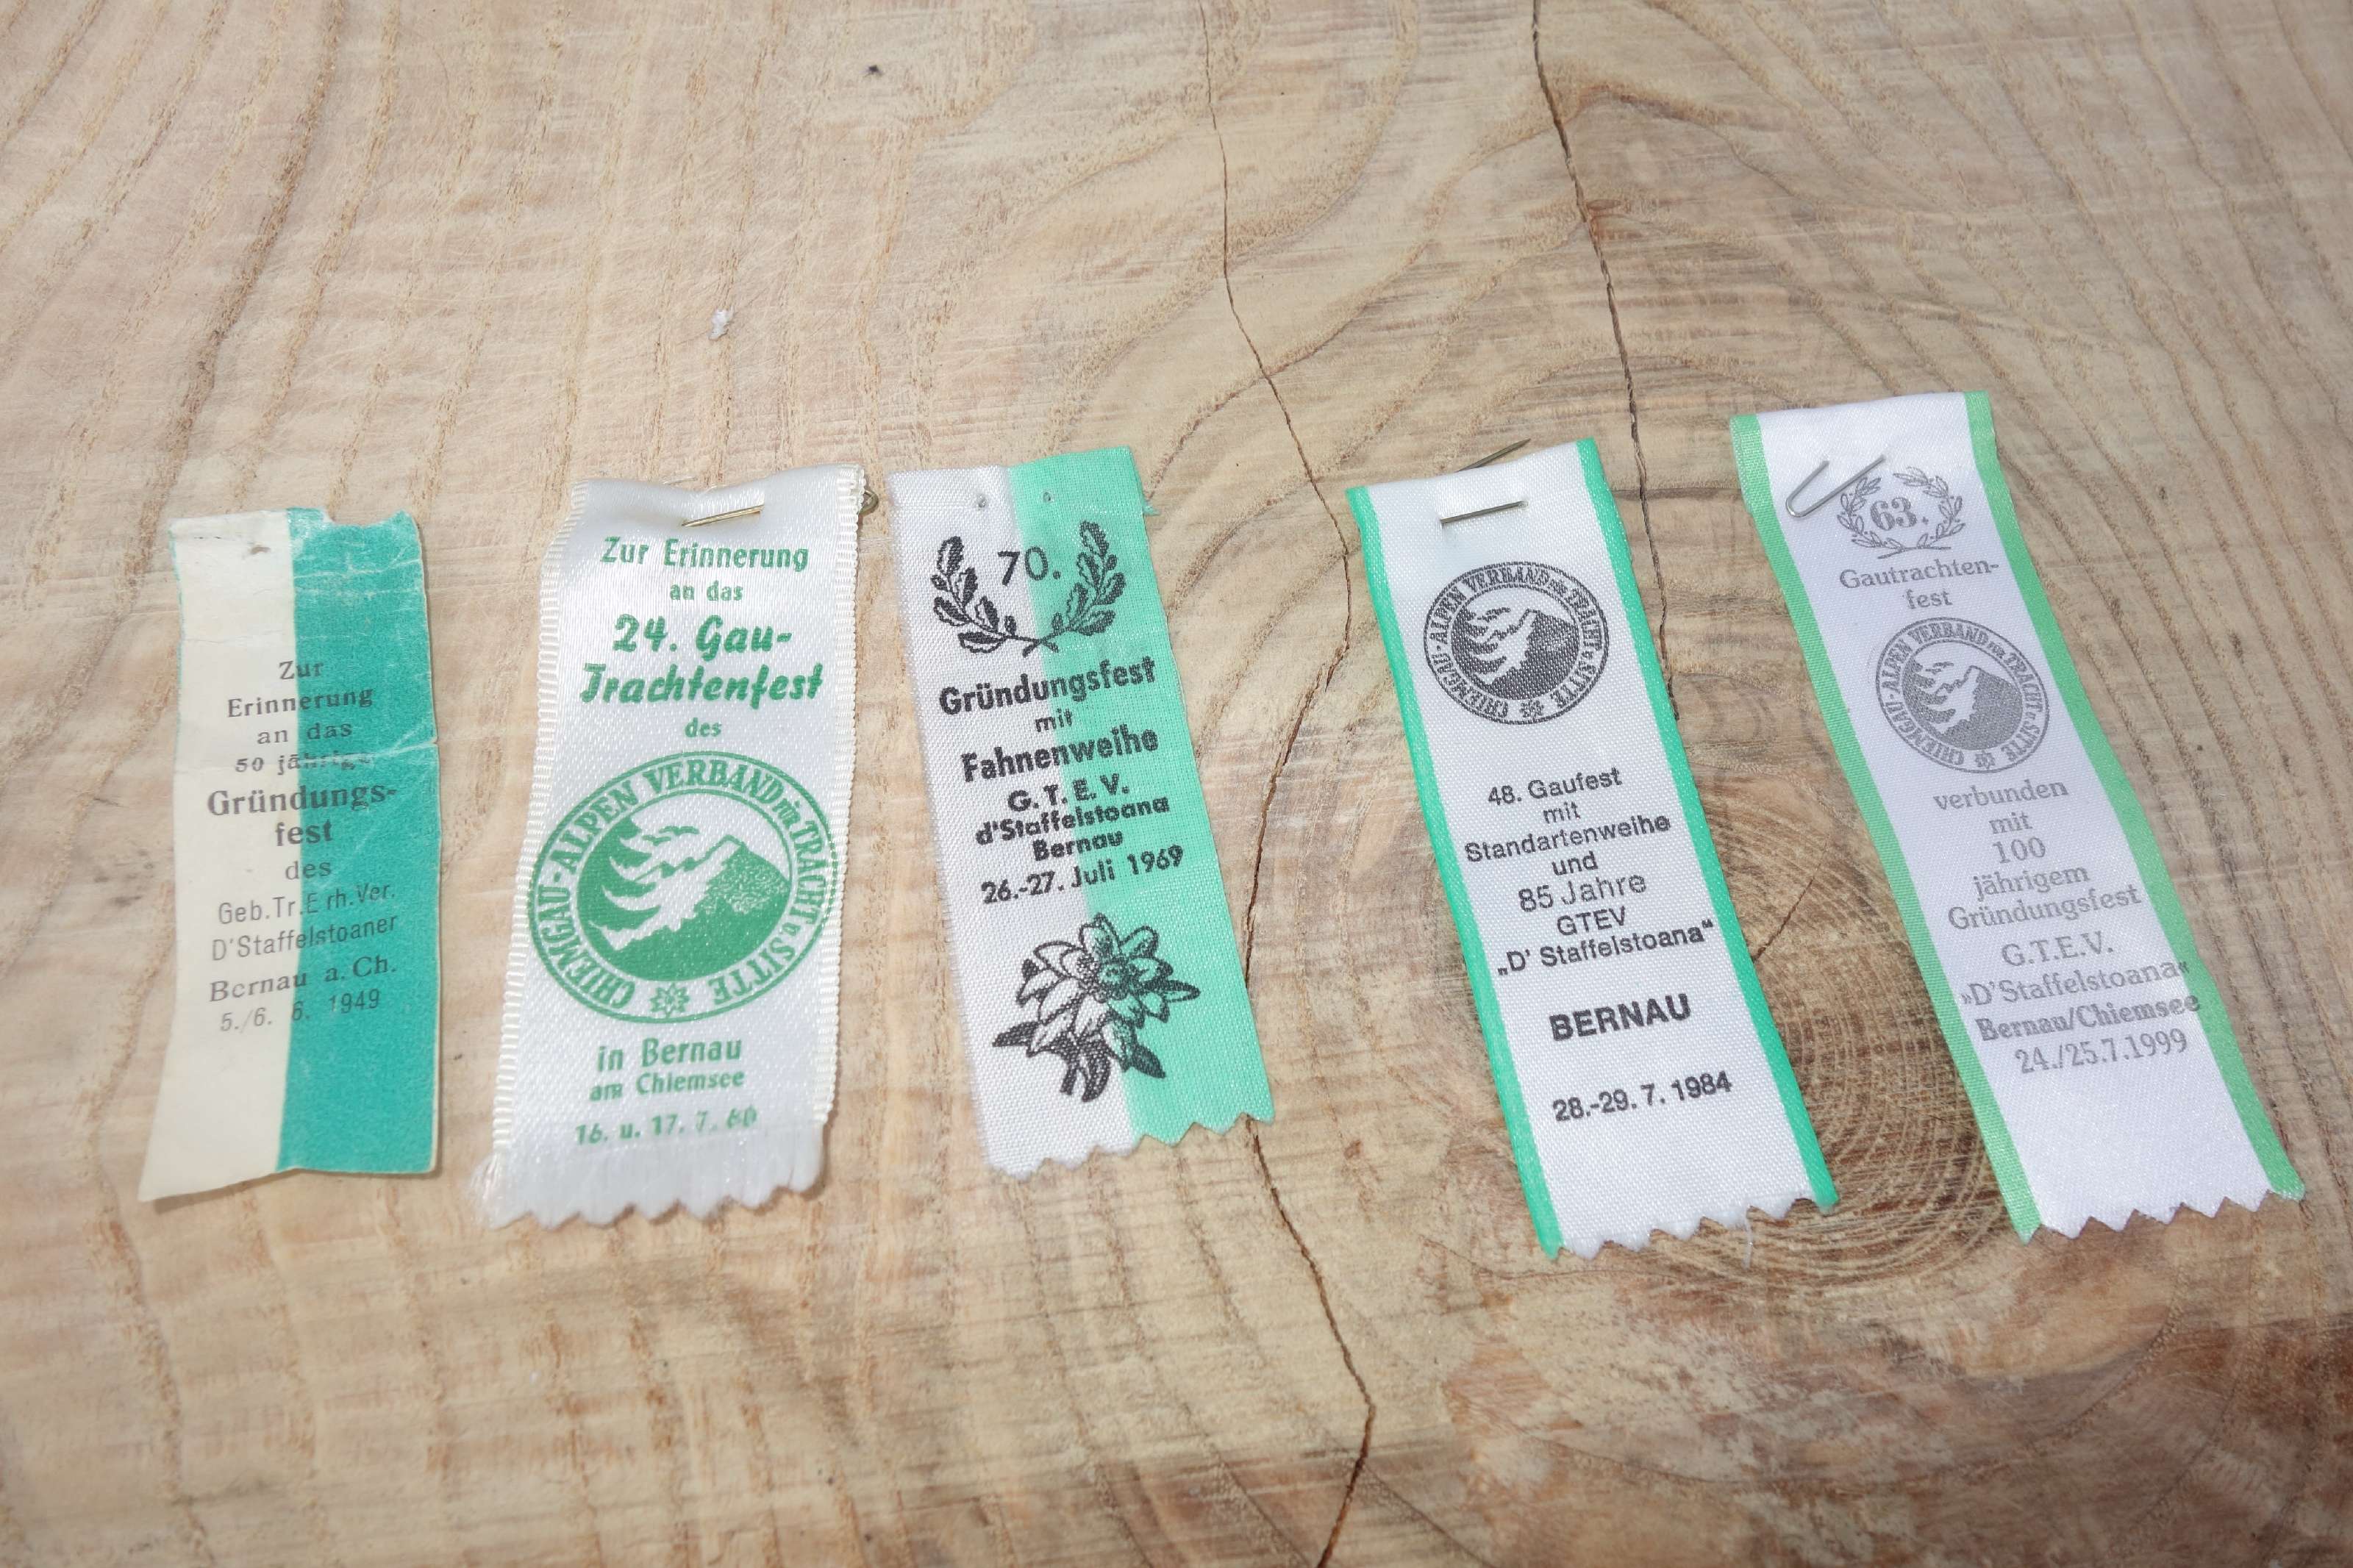 Zur
Erinnerung
an das
50 jährige
Gründungs-
fest
des
Geb.Tr.Erh.Ver.
D'Staffelstoaner
Bernau a. Ch.
5./6. 6. 1949
Zur Erinnerung
an das
24. Gau-
Trachtenfest
des
CHIEMGAU-ALPEN VERBAND für TRACHT u. SITTE
in Bernau
am Chiemsee
16. u. 17. 7. 60
70.
Gründungsfest
mit
Fahnenweihe
G. T. E. V.
d'Staffelstoana
Bernau
26.-27. Juli 1969
CHIEMGAU-ALPEN VERBAND für TRACHT u. SITTE
48. Gaufest
mit
Standartenweihe
und
85 Jahre
GTEV
„D' Staffelstoana"
BERNAU
28.-29. 7. 1984
63.
Gautrachten-
fest
CHIEMGAU-ALPEN VERBAND für TRACHT u. SITTE
verbunden
mit
100
jährigem
Gründungsfest
G.T.E.V.
»D'Staffelstoana«
Bernau/Chiemsee
24./25.7.1999